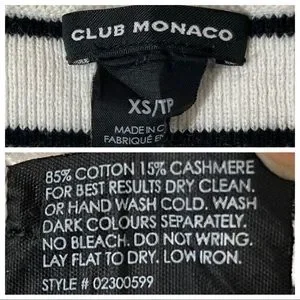 CLUB MONACO
XS/TP
MADE IN C
FABRIQUÉ EN
85% COTTON 15% CASHMERE
FOR BEST RESULTS DRY CLEAN.
OR HAND WASH COLD. WASH
DARK COLOURS SEPARATELY.
NO BLEACH. DO NOT WRING.
LAY FLAT TO DRY. LOW IRON.
STYLE # 02300599